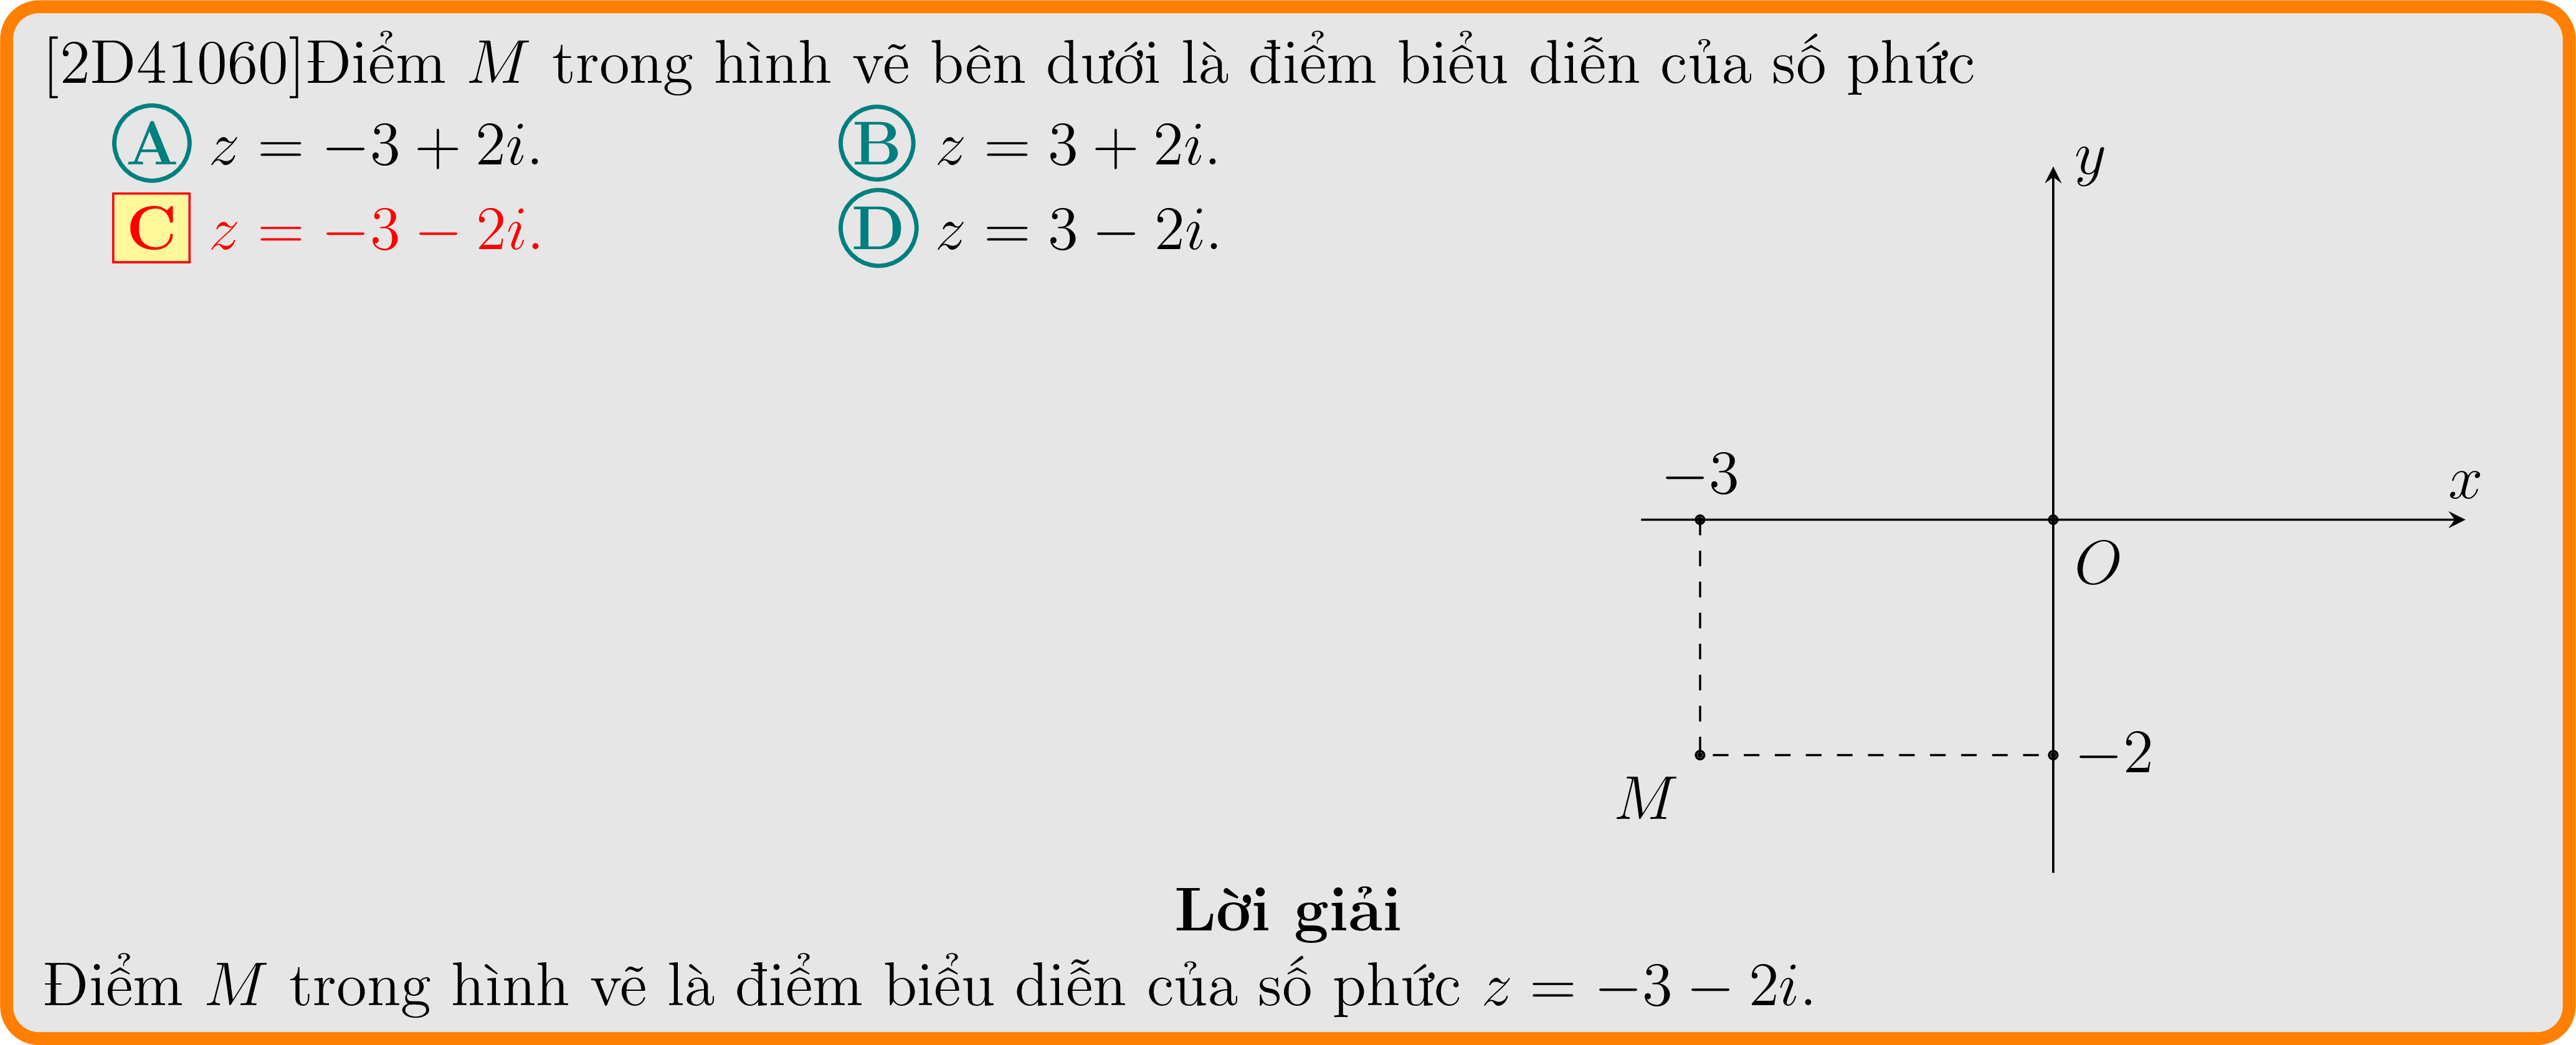 [2D41060]Điểm M trong hình vẽ bên dưới là điểm biểu diễn của số phức
A z = −3 + 2i. B z = 3 + 2i.
C z = −3 − 2i. D z = 3 − 2i.
y
−3
x
O
−2
M
Lời giải
Điểm M trong hình vẽ là điểm biểu diễn của số phức z = −3 − 2i.